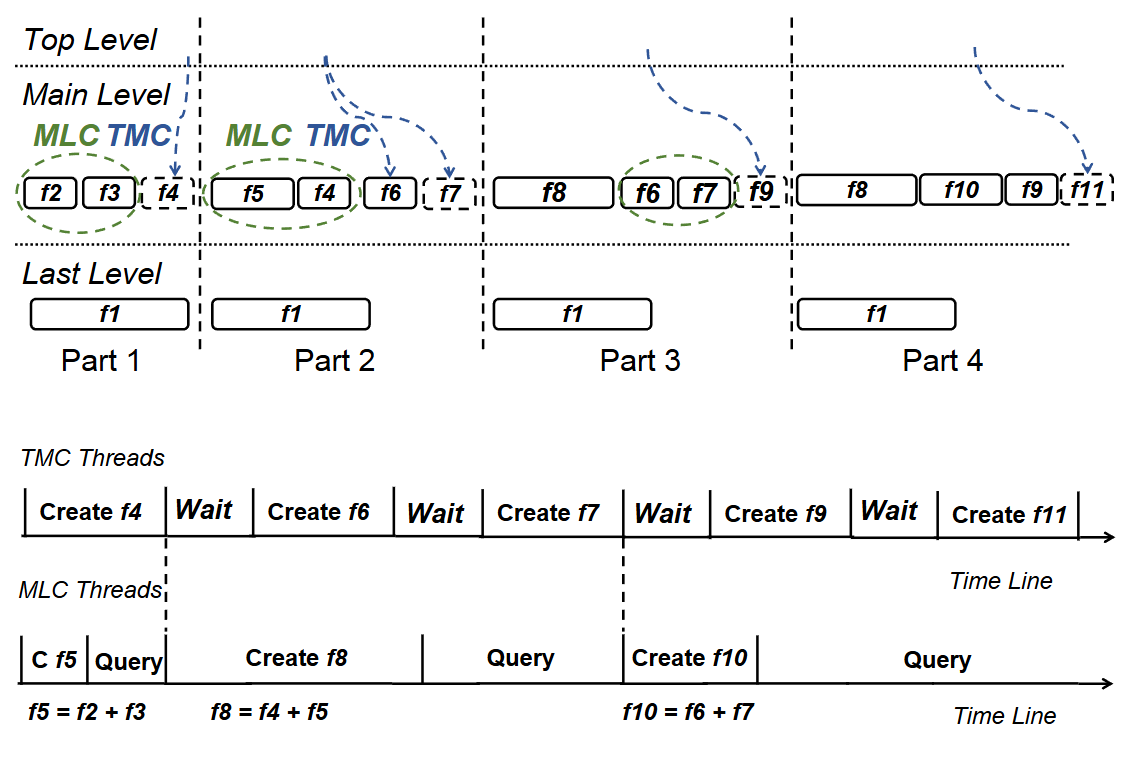 Top Level
Main Level
MLC TMC MLC TMC
f2 f3 f4 f5 f4 f6 f7 f8 f6 f7 f9 f8 f10 f9 f11
Last Level
f1 f1 f1 f1
Part 1 Part 2 Part 3 Part 4
TMC Threads
Create f4 Wait Create f6 Wait Create f7 Wait Create f9 Wait Create f11
Time Line
MLC Threads
C f5 Query Create f8 Query Create f10 Query
f5 = f2 + f3 f8 = f4 + f5 f10 = f6 + f7
Time Line